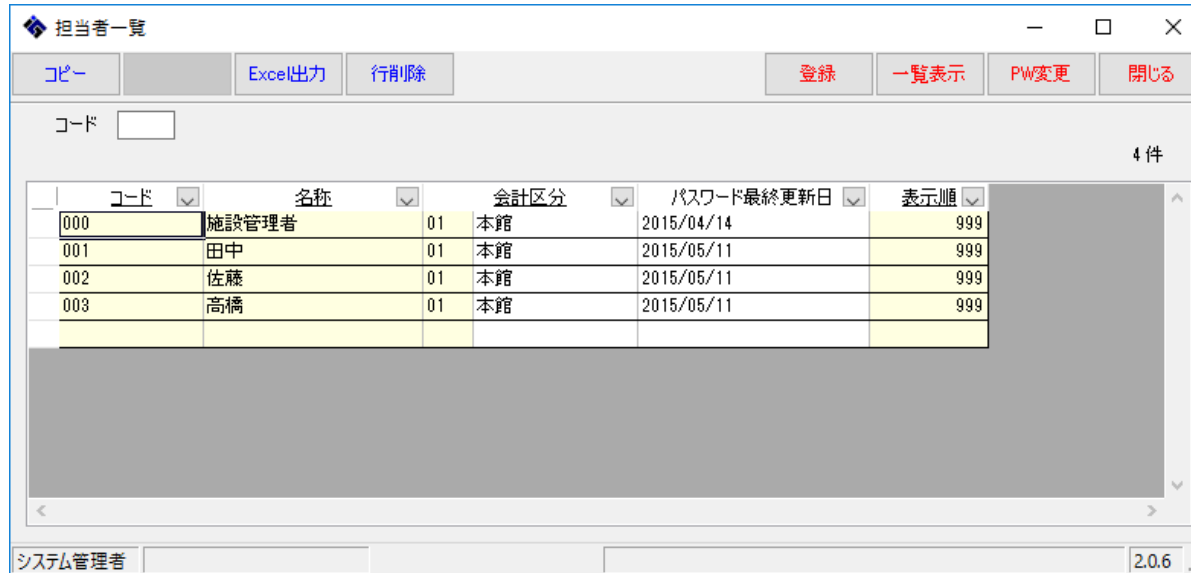 担当者一覧
コピー Excel出力 行削除 登録 一覧表示 PW変更 閉じる
コード
4 件
コード 名称 会計区分 パスワード最終更新日 表示順
000 施設管理者 01 本館 2015/04/14 999
001 田中 01 本館 2015/05/11 999
002 佐藤 01 本館 2015/05/11 999
003 高橋 01 本館 2015/05/11 999
システム管理者 2.0.6